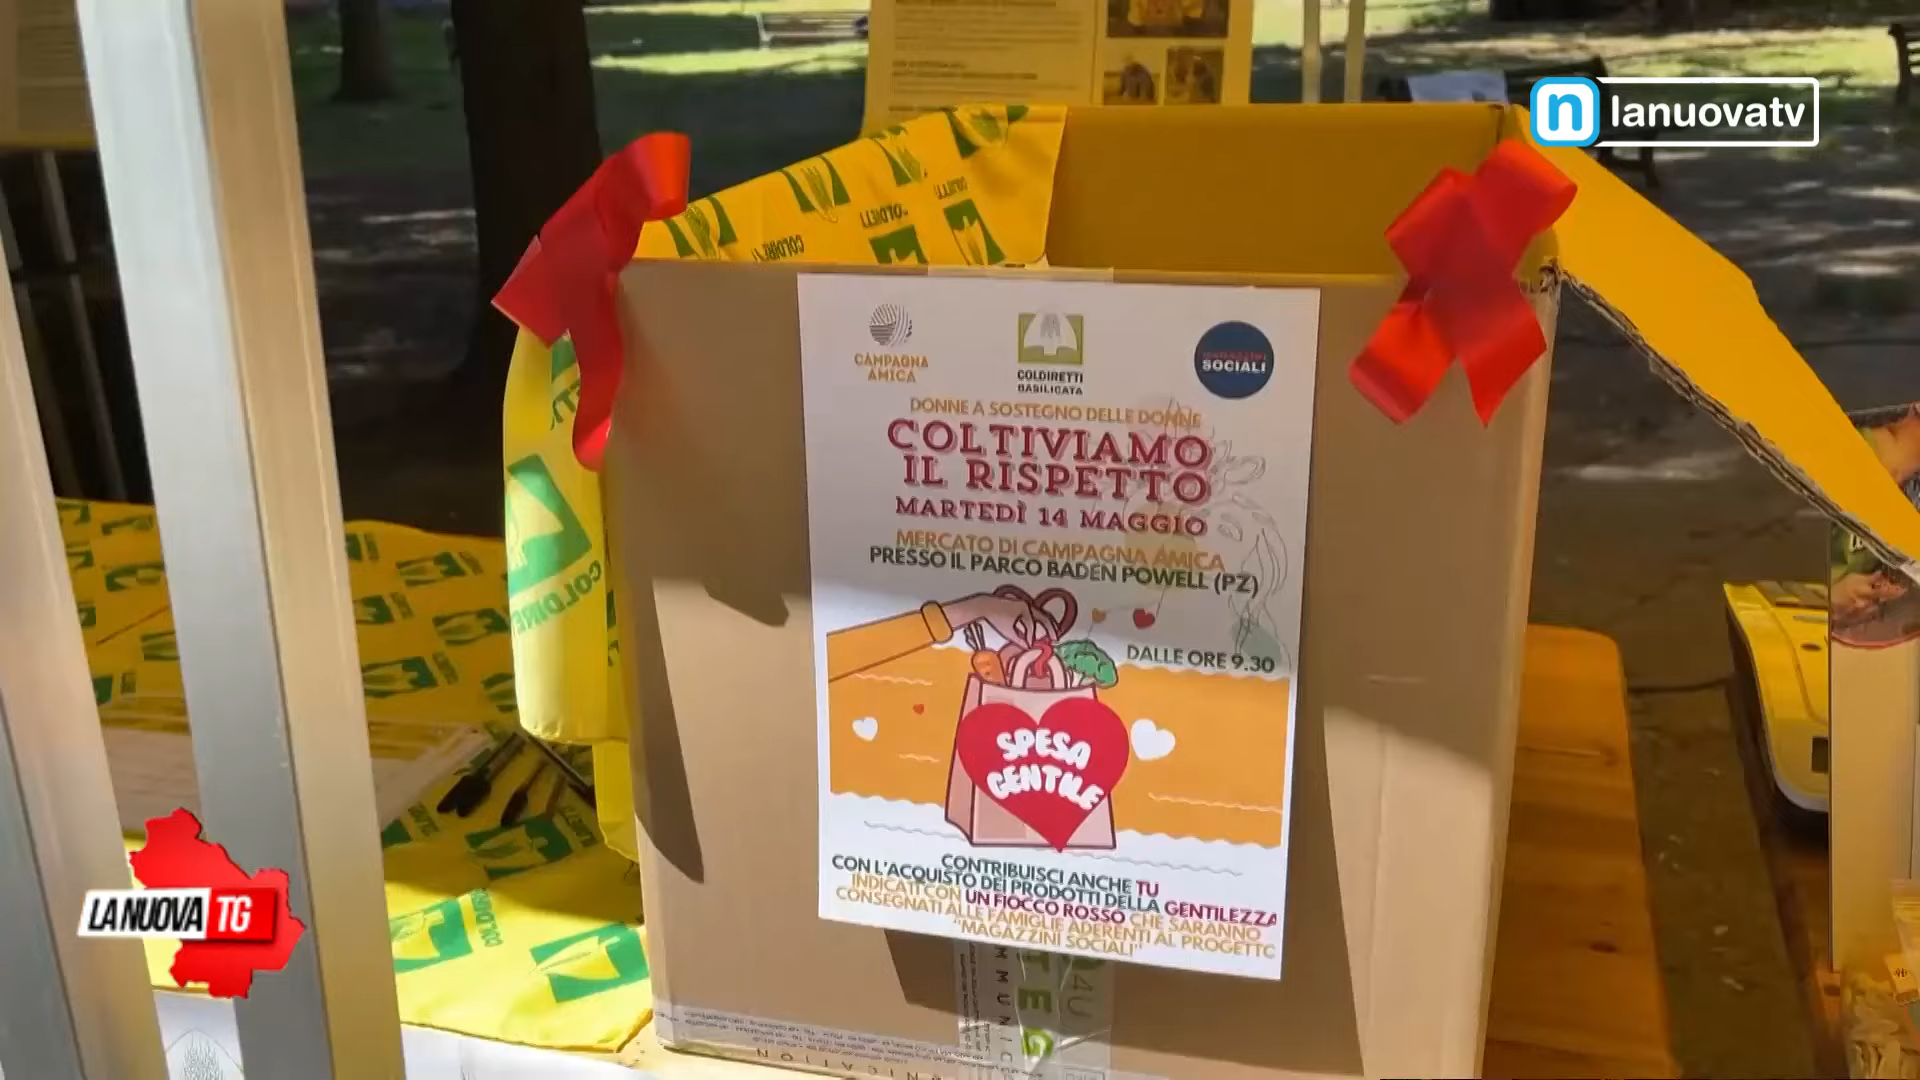 lanuovatv
COLDIRETTI
CAMPAGNA
AMICA
COLDIRETTI
BASILICATA
MAGAZZINI
SOCIALI
DONNE A SOSTEGNO DELLE DONNE
COLTIVIAMO
IL RISPETTO
MARTEDÌ 14 MAGGIO
MERCATO DI CAMPAGNA AMICA
PRESSO IL PARCO BADEN POWELL (PZ)
DALLE ORE 9.30
SPESA
GENTILE
CONTRIBUISCI ANCHE TU
CON L'ACQUISTO DEI PRODOTTI DELLA GENTILEZZA
INDICATI CON UN FIOCCO ROSSO CHE SARANNO
CONSEGNATI ALLE FAMIGLIE ADERENTI AL PROGETTO
"MAGAZZINI SOCIALI"
LA NUOVA TG